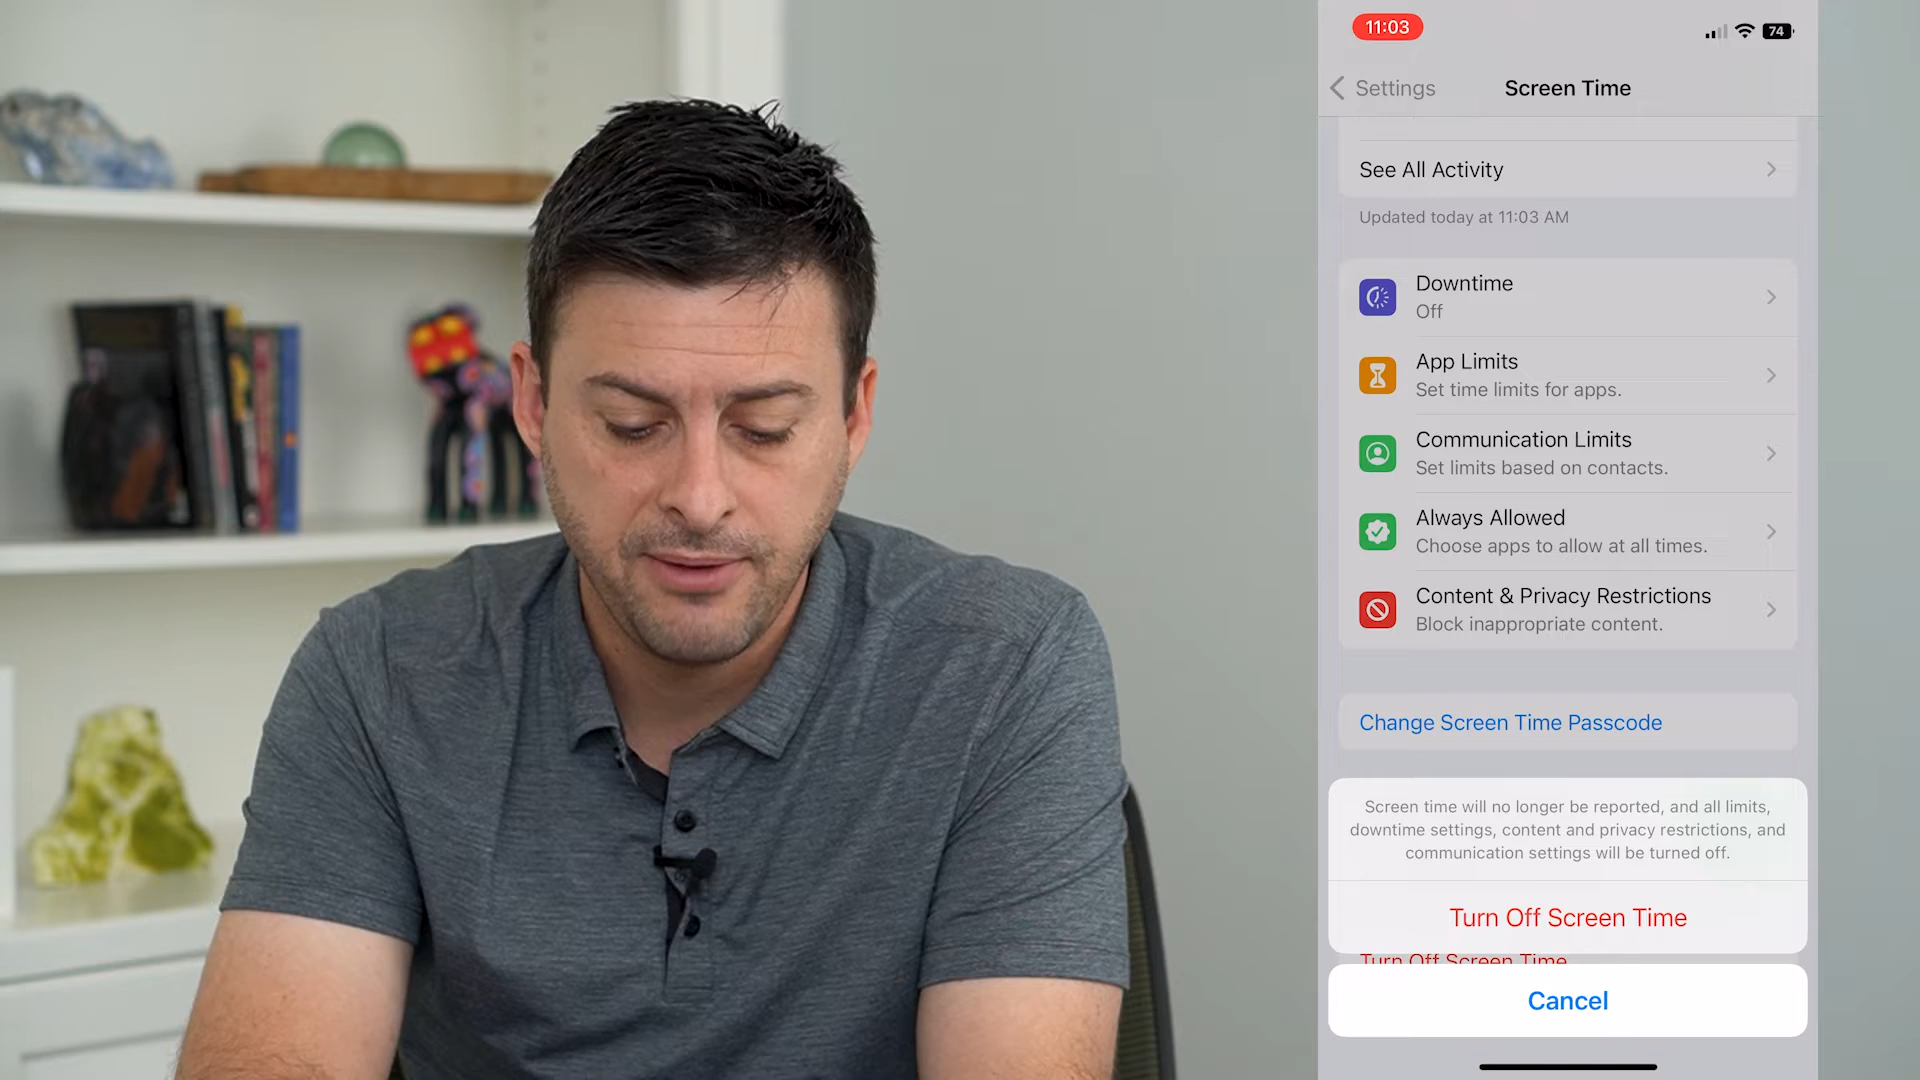 11:03
74
Settings
Screen Time
See All Activity
Updated today at 11:03 AM
Downtime
Off
App Limits
Set time limits for apps.
Communication Limits
Set limits based on contacts.
Always Allowed
Choose apps to allow at all times.
Content & Privacy Restrictions
Block inappropriate content.
Change Screen Time Passcode
Screen time will no longer be reported, and all limits,
downtime settings, content and privacy restrictions, and
communication settings will be turned off.
Turn Off Screen Time
Turn Off Screen Time
Cancel